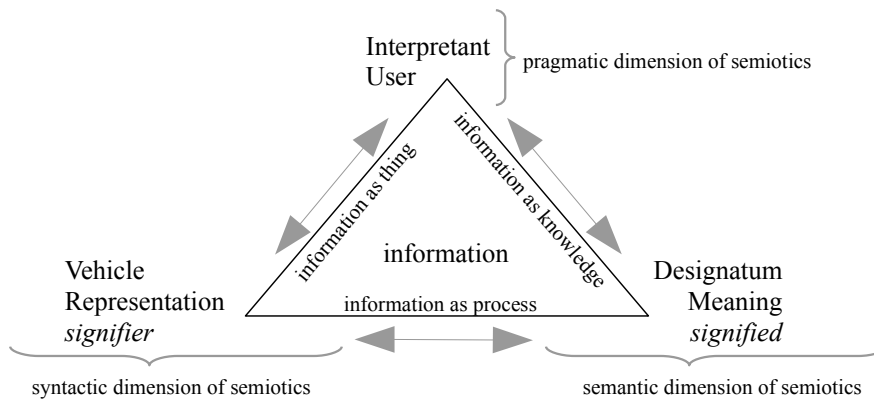 Interpretant
User
pragmatic dimension of semiotics
information as thing
information as knowledge
information
Vehicle
Representation
signifier
information as process
Designatum
Meaning
signified
syntactic dimension of semiotics
semantic dimension of semiotics